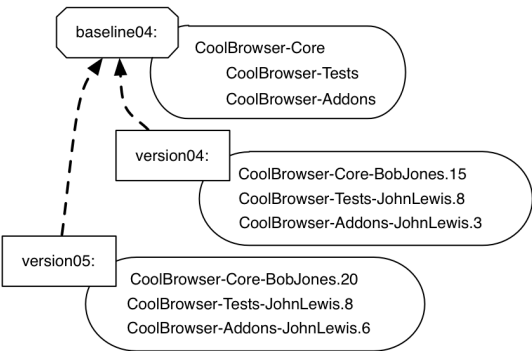 baseline04:
CoolBrowser-Core
CoolBrowser-Tests
CoolBrowser-Addons
version04:
CoolBrowser-Core-BobJones.15
CoolBrowser-Tests-JohnLewis.8
CoolBrowser-Addons-JohnLewis.3
version05:
CoolBrowser-Core-BobJones.20
CoolBrowser-Tests-JohnLewis.8
CoolBrowser-Addons-JohnLewis.6